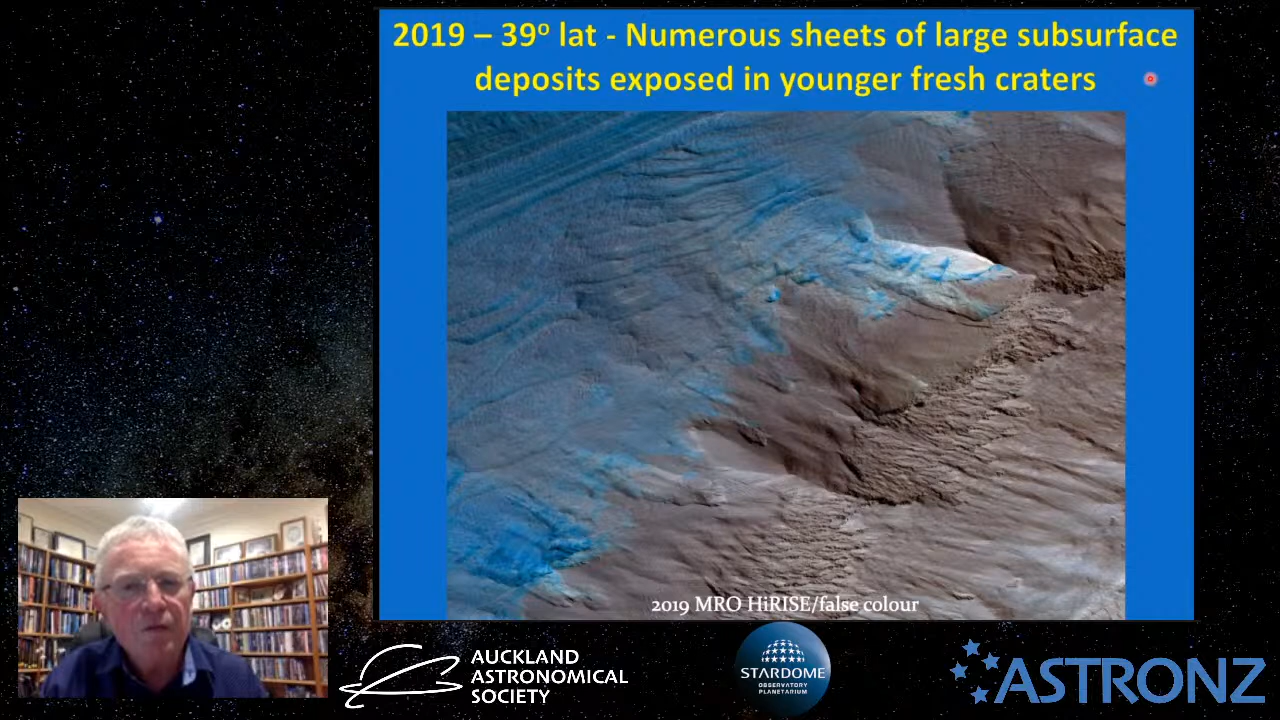 2019 – 39º lat - Numerous sheets of large subsurface
deposits exposed in younger fresh craters
2019 MRO HiRISE/false colour
AUCKLAND
ASTRONOMICAL
SOCIETY
STARDOME
OBSERVATORY
PLANETARIUM
ASTRONZ